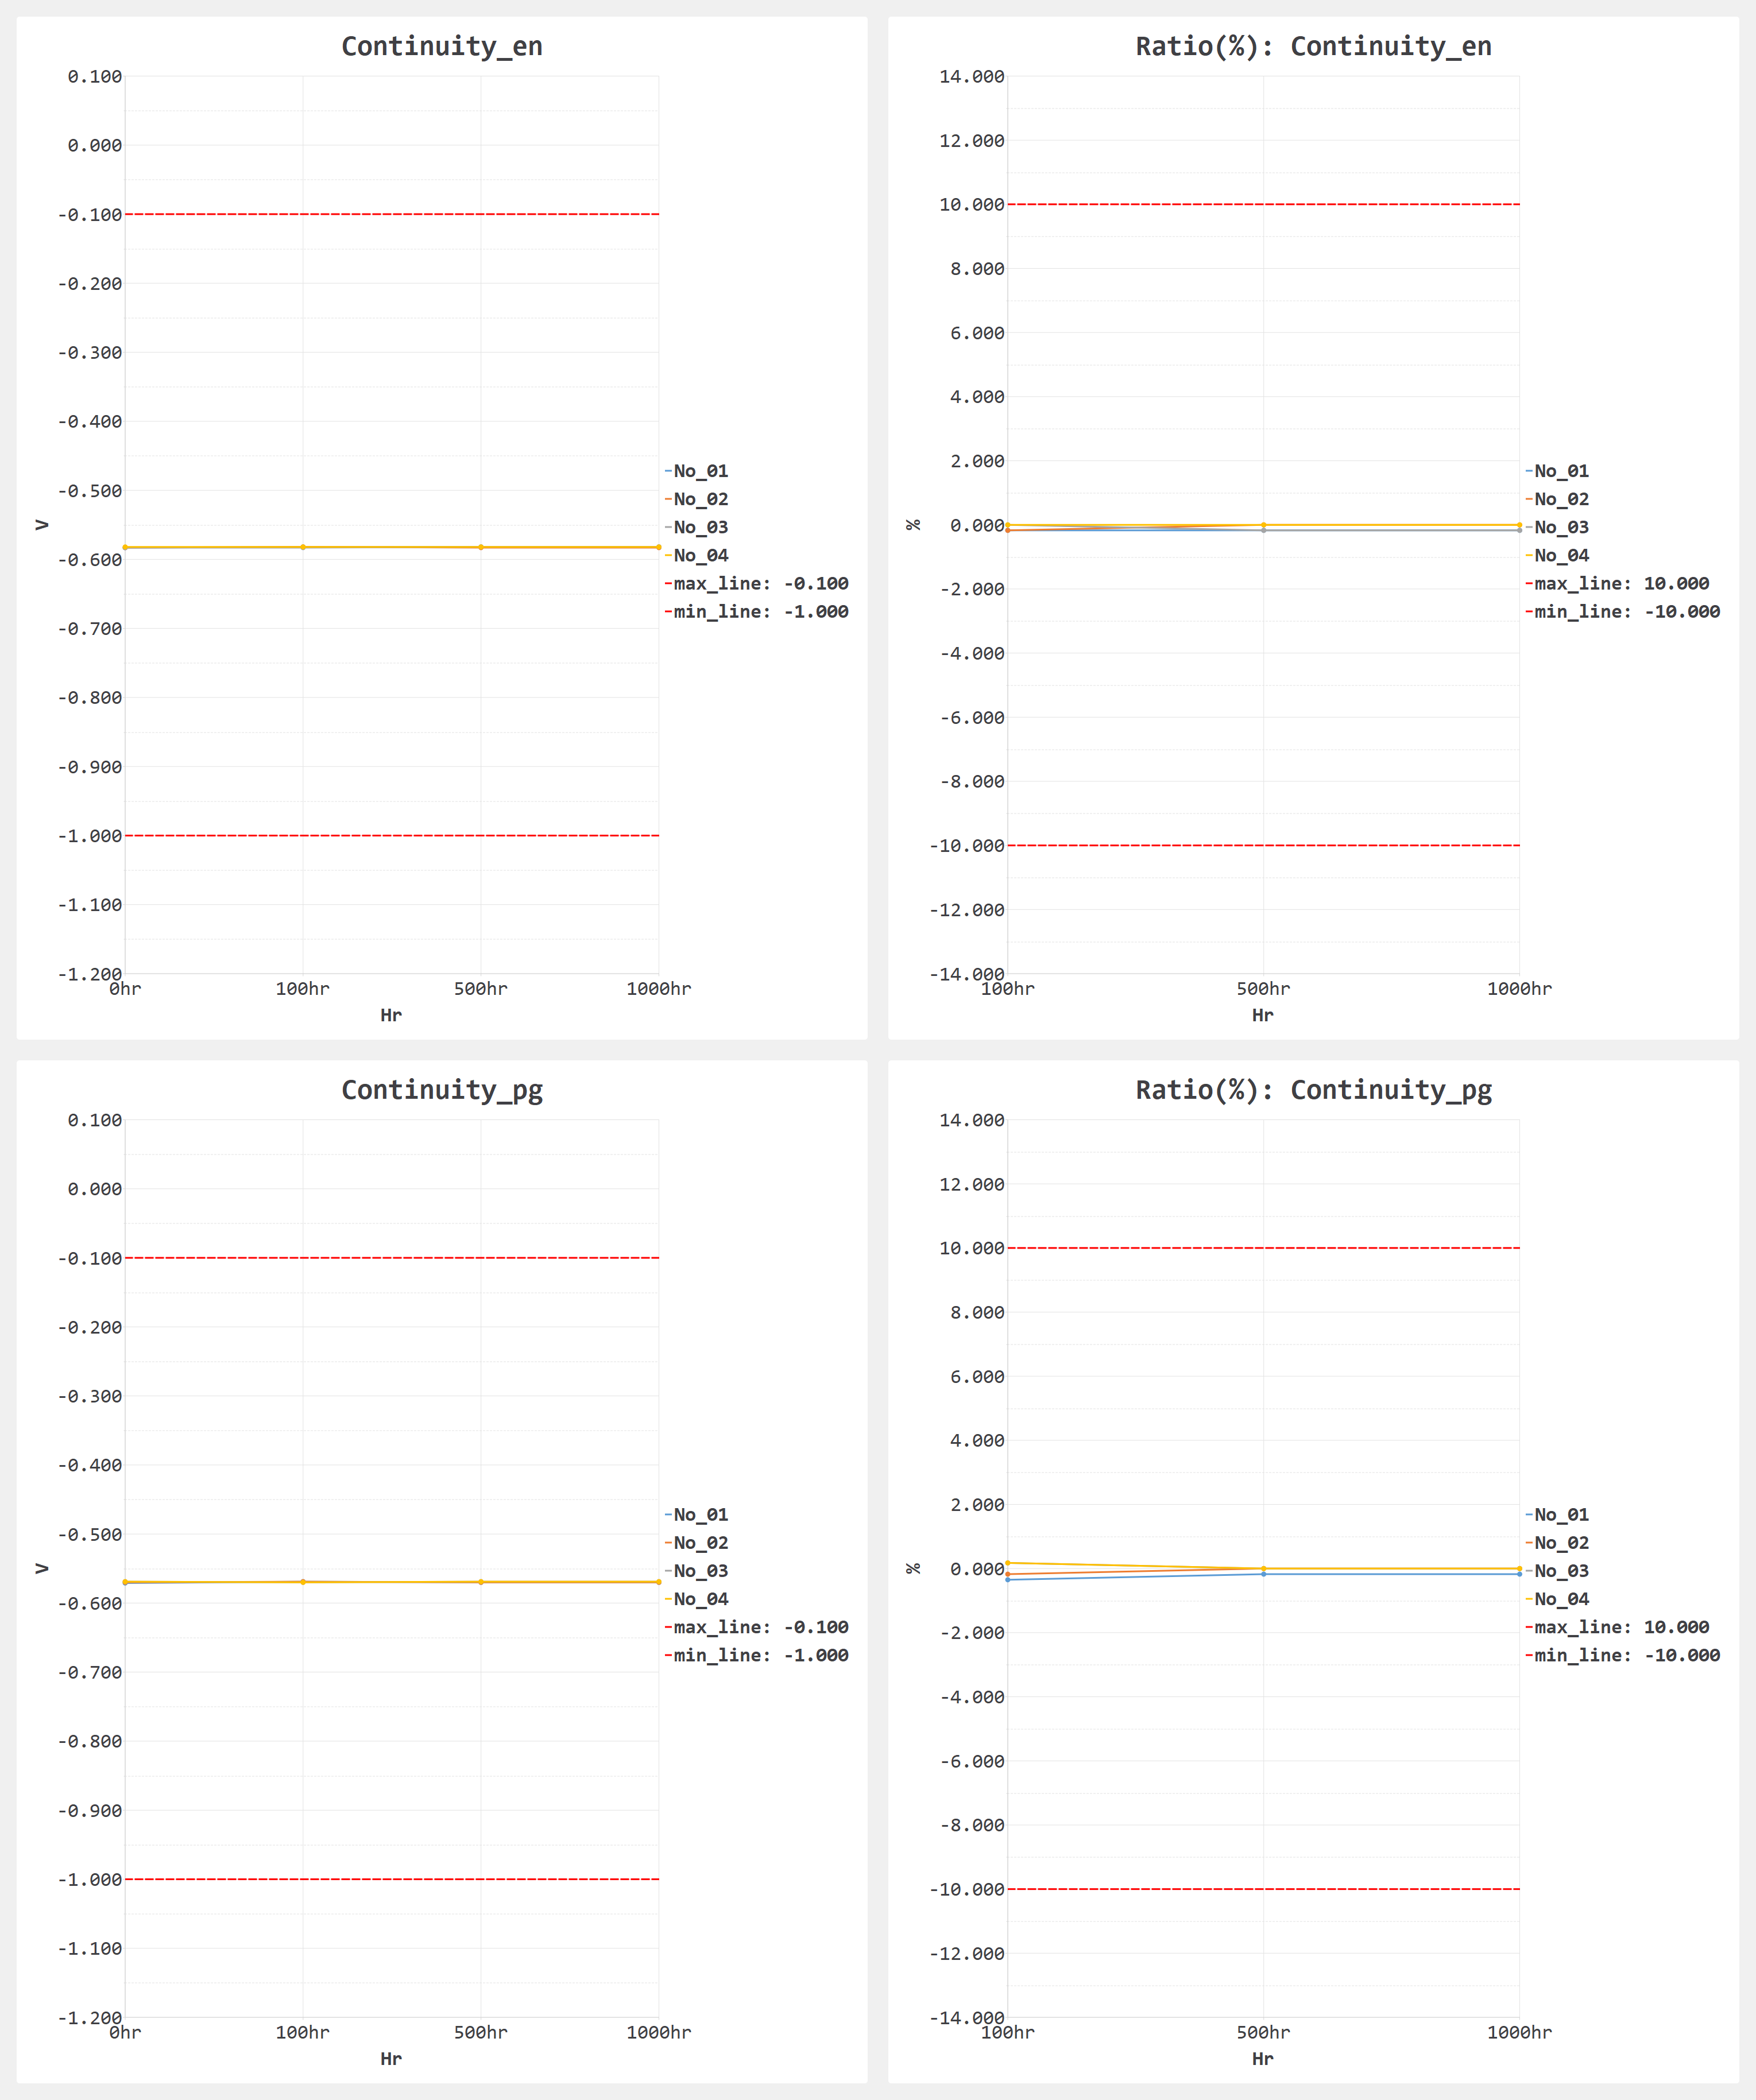 Continuity_en
0.100
0.000
-0.100
-0.200
-0.300
-0.400
-0.500
-0.600
-0.700
-0.800
-0.900
-1.000
-1.100
-1.200
V
0hr 100hr 500hr 1000hr
Hr
No_01
No_02
No_03
No_04
max_line: -0.100
min_line: -1.000
Ratio(%): Continuity_en
14.000
12.000
10.000
8.000
6.000
4.000
2.000
0.000
-2.000
-4.000
-6.000
-8.000
-10.000
-12.000
-14.000
%
100hr 500hr 1000hr
Hr
No_01
No_02
No_03
No_04
max_line: 10.000
min_line: -10.000
Continuity_pg
0.100
0.000
-0.100
-0.200
-0.300
-0.400
-0.500
-0.600
-0.700
-0.800
-0.900
-1.000
-1.100
-1.200
V
0hr 100hr 500hr 1000hr
Hr
No_01
No_02
No_03
No_04
max_line: -0.100
min_line: -1.000
Ratio(%): Continuity_pg
14.000
12.000
10.000
8.000
6.000
4.000
2.000
0.000
-2.000
-4.000
-6.000
-8.000
-10.000
-12.000
-14.000
%
100hr 500hr 1000hr
Hr
No_01
No_02
No_03
No_04
max_line: 10.000
min_line: -10.000